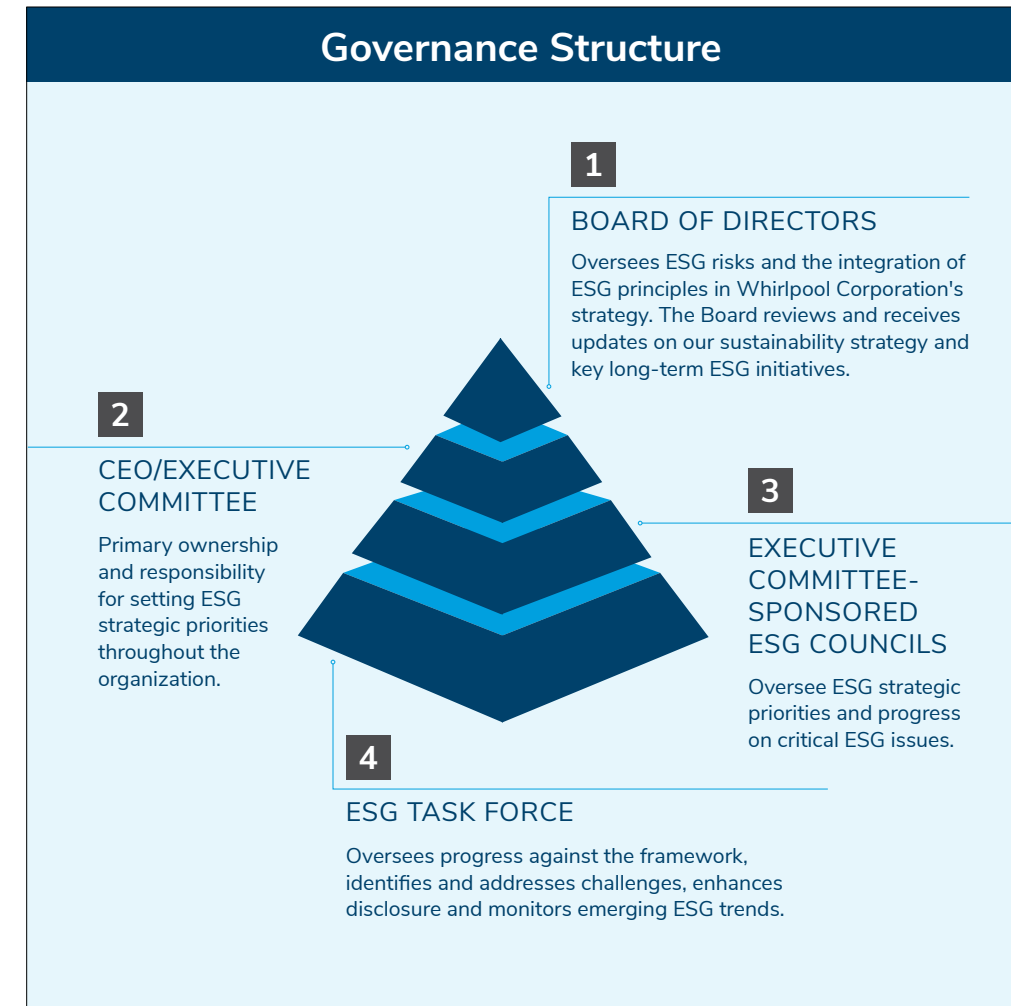 Governance Structure
1
BOARD OF DIRECTORS
Oversees ESG risks and the integration of
ESG principles in Whirlpool Corporation's
strategy. The Board reviews and receives
updates on our sustainability strategy and
key long-term ESG initiatives.
2
CEO/EXECUTIVE
COMMITTEE
Primary ownership
and responsibility
for setting ESG
strategic priorities
throughout the
organization.
3
EXECUTIVE
COMMITTEE-
SPONSORED
ESG COUNCILS
Oversee ESG strategic
priorities and progress
on critical ESG issues.
4
ESG TASK FORCE
Oversees progress against the framework,
identifies and addresses challenges, enhances
disclosure and monitors emerging ESG trends.